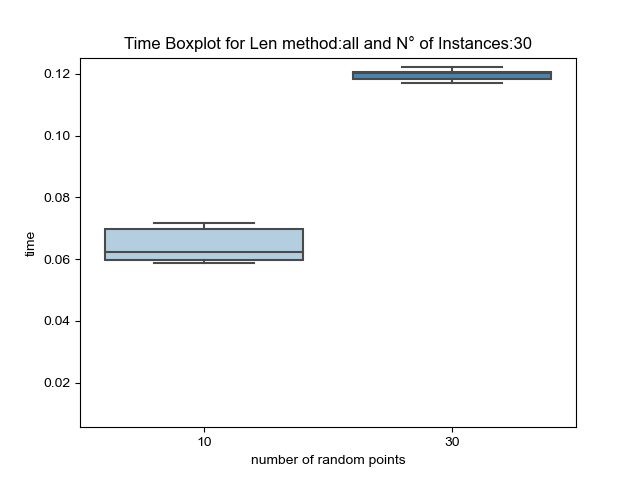 Time Boxplot for Len method:all and N° of Instances:30
0.12
0.10
0.08
0.06
0.04
0.02
time
10 30
number of random points